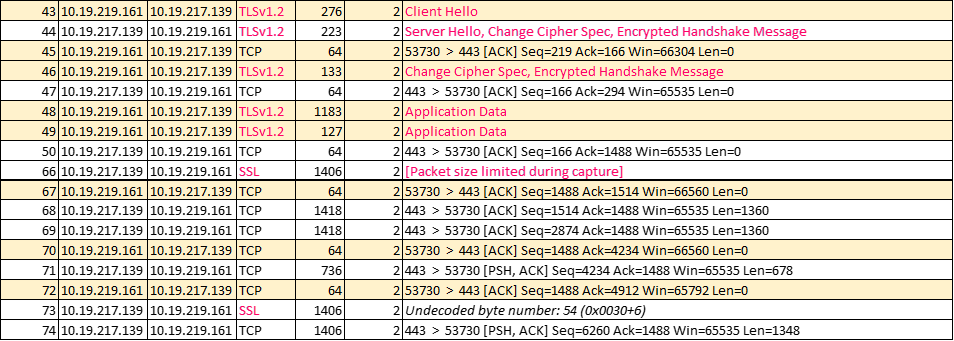 43 10.19.219.161 10.19.217.139 TLSv1.2 276 2 Client Hello
44 10.19.217.139 10.19.219.161 TLSv1.2 223 2 Server Hello, Change Cipher Spec, Encrypted Handshake Message
45 10.19.219.161 10.19.217.139 TCP 64 2 53730 > 443 [ACK] Seq=219 Ack=166 Win=66304 Len=0
46 10.19.219.161 10.19.217.139 TLSv1.2 133 2 Change Cipher Spec, Encrypted Handshake Message
47 10.19.217.139 10.19.219.161 TCP 64 2 443 > 53730 [ACK] Seq=166 Ack=294 Win=65535 Len=0
48 10.19.219.161 10.19.217.139 TLSv1.2 1183 2 Application Data
49 10.19.219.161 10.19.217.139 TLSv1.2 127 2 Application Data
50 10.19.217.139 10.19.219.161 TCP 64 2 443 > 53730 [ACK] Seq=166 Ack=1488 Win=65535 Len=0
66 10.19.217.139 10.19.219.161 SSL 1406 2 [Packet size limited during capture]
67 10.19.219.161 10.19.217.139 TCP 64 2 53730 > 443 [ACK] Seq=1488 Ack=1514 Win=66560 Len=0
68 10.19.217.139 10.19.219.161 TCP 1418 2 443 > 53730 [ACK] Seq=1514 Ack=1488 Win=65535 Len=1360
69 10.19.217.139 10.19.219.161 TCP 1418 2 443 > 53730 [ACK] Seq=2874 Ack=1488 Win=65535 Len=1360
70 10.19.219.161 10.19.217.139 TCP 64 2 53730 > 443 [ACK] Seq=1488 Ack=4234 Win=66560 Len=0
71 10.19.217.139 10.19.219.161 TCP 736 2 443 > 53730 [PSH, ACK] Seq=4234 Ack=1488 Win=65535 Len=678
72 10.19.219.161 10.19.217.139 TCP 64 2 53730 > 443 [ACK] Seq=1488 Ack=4912 Win=65792 Len=0
73 10.19.217.139 10.19.219.161 SSL 1406 2 Undecoded byte number: 54 (0x0030+6)
74 10.19.217.139 10.19.219.161 TCP 1406 2 443 > 53730 [PSH, ACK] Seq=6260 Ack=1488 Win=65535 Len=1348